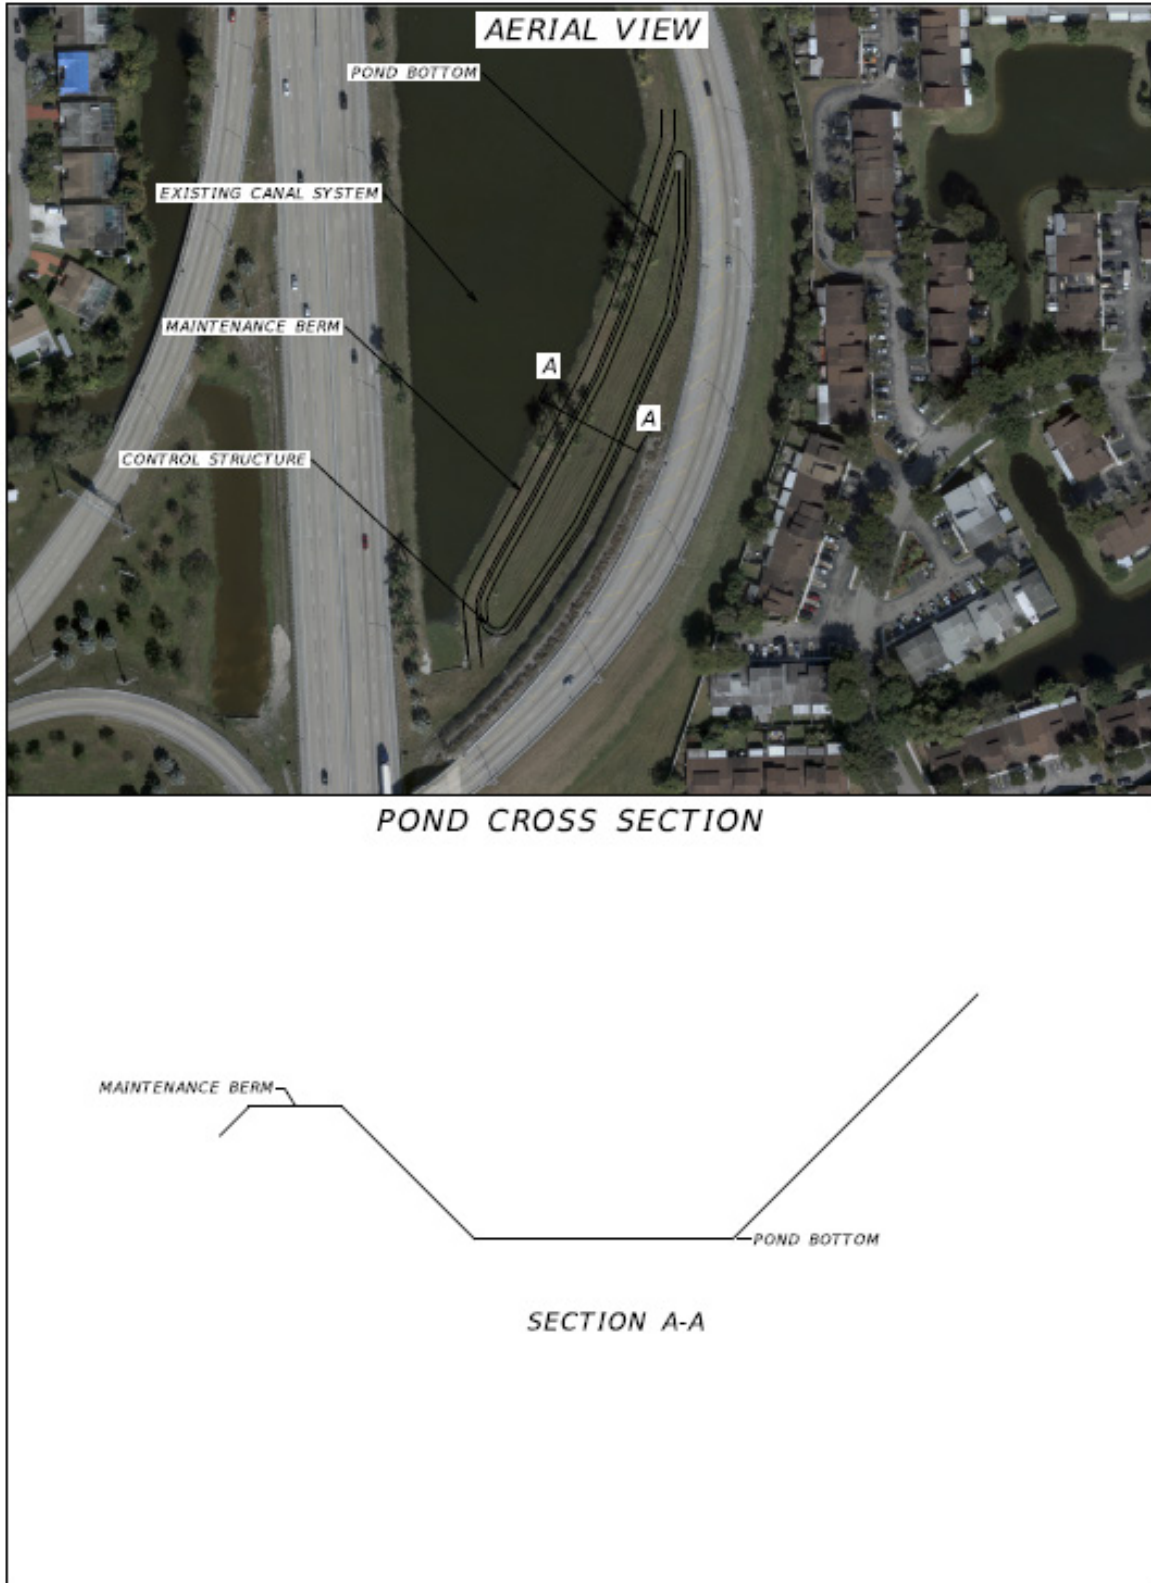 AERIAL VIEW
POND BOTTOM
EXISTING CANAL SYSTEM
MAINTENANCE BERM
A
A
CONTROL STRUCTURE
POND CROSS SECTION
MAINTENANCE BERM
POND BOTTOM
SECTION A-A